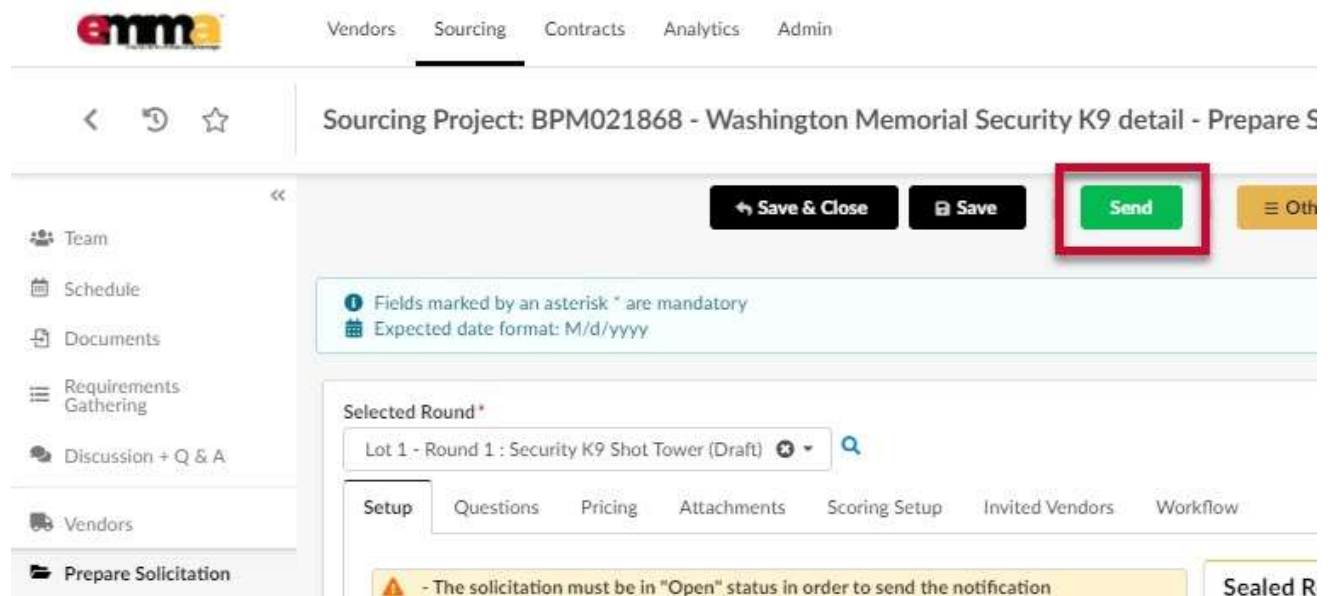 emma
Vendors Sourcing Contracts Analytics Admin
Sourcing Project: BPM021868 - Washington Memorial Security K9 detail - Prepare S
Save & Close Save Send Oth
Team
Schedule
Documents
Requirements
Gathering
Discussion + Q & A
Vendors
Prepare Solicitation
Fields marked by an asterisk * are mandatory
Expected date format: M/d/yyyy
Selected Round*
Lot 1 - Round 1 : Security K9 Shot Tower (Draft)
Setup Questions Pricing Attachments Scoring Setup Invited Vendors Workflow
- The solicitation must be in "Open" status in order to send the notification
Sealed R